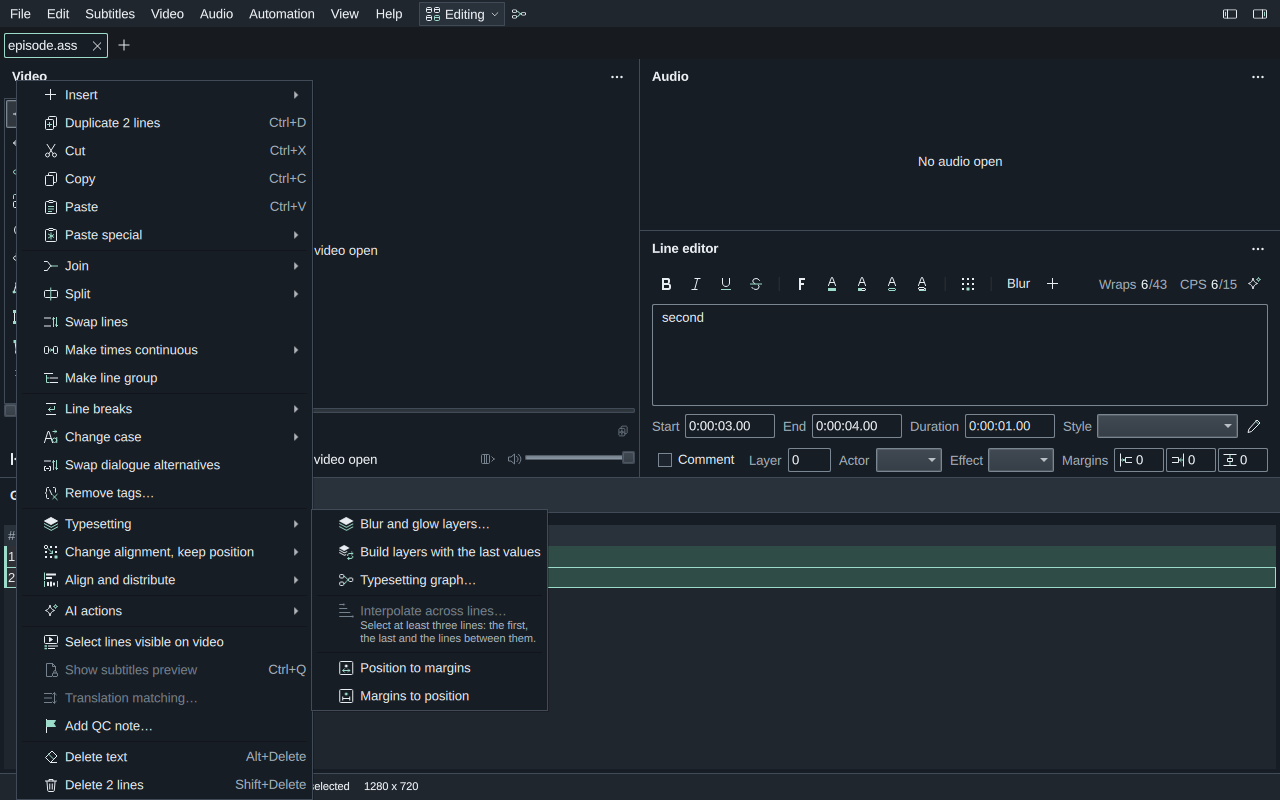 File Edit Subtitles Video Audio Automation View Help Editing
episode.ass
Video
Audio
No audio open
Insert
Duplicate 2 lines Ctrl+D
Cut Ctrl+X
Copy Ctrl+C
Paste Ctrl+V
Paste special
Join
Split
Swap lines
Make times continuous
Make line group
Line breaks
Change case
Swap dialogue alternatives
Remove tags…
Typesetting
Change alignment, keep position
Align and distribute
AI actions
Select lines visible on video
Show subtitles preview Ctrl+Q
Translation matching…
Add QC note…
Delete text Alt+Delete
Delete 2 lines Shift+Delete
video open
video open
Line editor
B I U S F A A A A Blur Wraps 6/43 CPS 6/15
second
Start 0:00:03.00 End 0:00:04.00 Duration 0:00:01.00 Style
Comment Layer 0 Actor Effect Margins 0 0 0
#
1
2
Blur and glow layers…
Build layers with the last values
Typesetting graph…
Interpolate across lines…
Select at least three lines: the first,
the last and the lines between them.
Position to margins
Margins to position
selected 1280 x 720